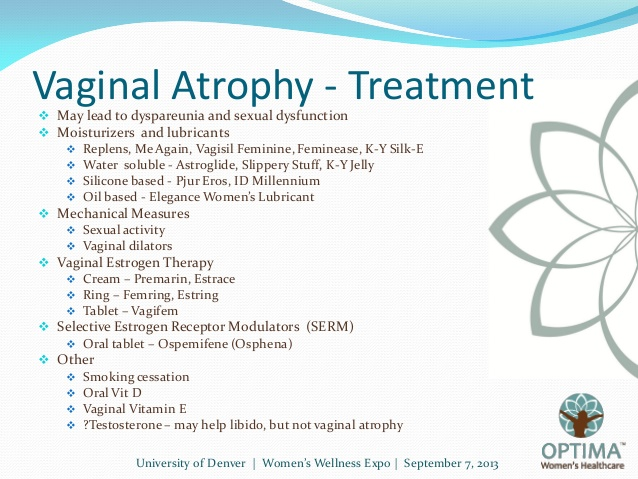 Vaginal Atrophy - Treatment
May lead to dyspareunia and sexual dysfunction
Moisturizers and lubricants
Replens, Me Again, Vagisil Feminine, Feminease, K-Y Silk-E
Water soluble - Astroglide, Slippery Stuff, K-Y Jelly
Silicone based - Pjur Eros, ID Millennium
Oil based - Elegance Women's Lubricant
Mechanical Measures
Sexual activity
Vaginal dilators
Vaginal Estrogen Therapy
Cream – Premarin, Estrace
Ring – Femring, Estring
Tablet – Vagifem
Selective Estrogen Receptor Modulators (SERM)
Oral tablet – Ospemifene (Osphena)
Other
Smoking cessation
Oral Vit D
Vaginal Vitamin E
?Testosterone – may help libido, but not vaginal atrophy
OPTIMA™
Women's Healthcare
University of Denver | Women's Wellness Expo | September 7, 2013